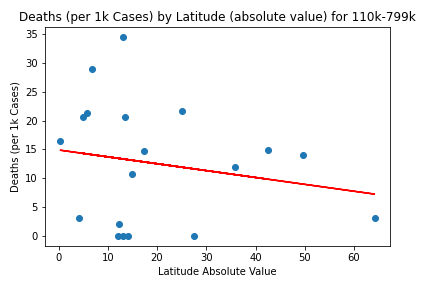 Deaths (per 1k Cases) by Latitude (absolute value) for 110k-799k
Deaths (per 1k Cases)
35
30
25
20
15
10
5
0
0 10 20 30 40 50 60
Latitude Absolute Value